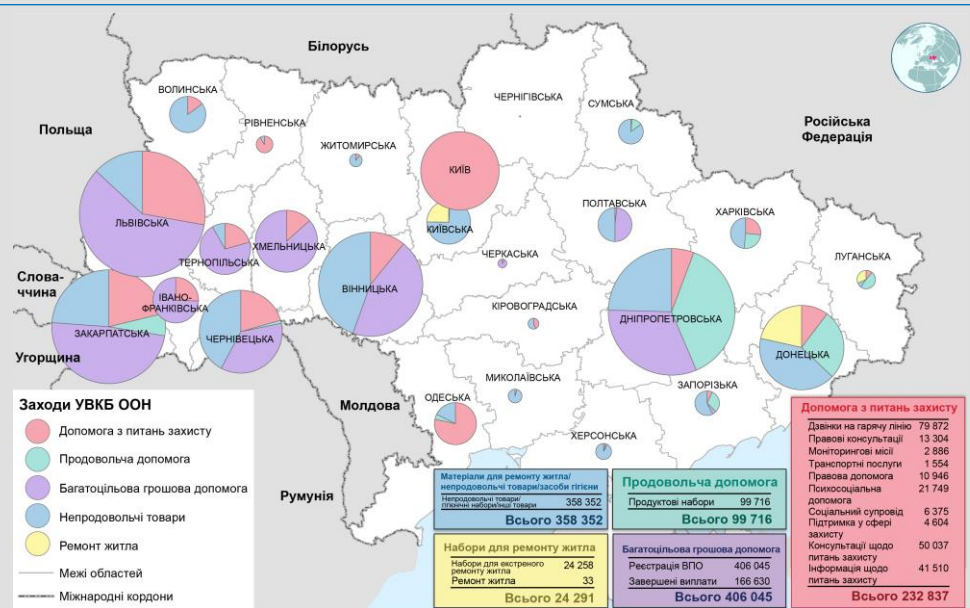 Білорусь
Польща
Російська
Федерація
Слова-
ччина
Угорщина
Молдова
Румунія
ВОЛИНСЬКА
РІВНЕНСЬКА
ЖИТОМИРСЬКА
КИЇВ
КИЇВСЬКА
ЧЕРНІГІВСЬКА
СУМСЬКА
ЛЬВІВСЬКА
ТЕРНОПІЛЬСЬКА
ХМЕЛЬНИЦЬКА
ВІННИЦЬКА
ЧЕРКАСЬКА
ПОЛТАВСЬКА
ХАРКІВСЬКА
ЛУГАНСЬКА
ІВАНО-
ФРАНКІВСЬКА
ЗАКАРПАТСЬКА
ЧЕРНІВЕЦЬКА
КІРОВОГРАДСЬКА
ДНІПРОПЕТРОВСЬКА
ДОНЕЦЬКА
ОДЕСЬКА
МИКОЛАЇВСЬКА
ЗАПОРІЗЬКА
ХЕРСОНСЬКА
Заходи УВКБ ООН
Допомога з питань захисту
Продовольча допомога
Багатоцільова грошова допомога
Непродовольчі товари
Ремонт житла
Межі областей
Міжнародні кордони
Матеріали для ремонту житла/
непродовольчі товари/засоби гігієни
Непродовольчі товари/
гігієнічні набори/інші товари 358 352
Всього 358 352
Продовольча допомога
Продуктові набори 99 716
Всього 99 716
Набори для ремонту житла
Набори для екстреного
ремонту житла 24 258
Ремонт житла 33
Всього 24 291
Багатоцільова грошова допомога
Реєстрація ВПО 406 045
Завершені виплати 166 630
Всього 406 045
Допомога з питань захисту
Дзвінки на гарячу лінію 79 872
Правові консультації 13 304
Моніторингові місії 2 886
Транспортні послуги 1 554
Правова допомога 10 946
Психосоціальна 21 749
допомога
Соціальний супровід 6 375
Підтримка у сфері 4 604
захисту
Консультації щодо 50 037
питань захисту
Інформація щодо 41 510
питань захисту
Всього 232 837